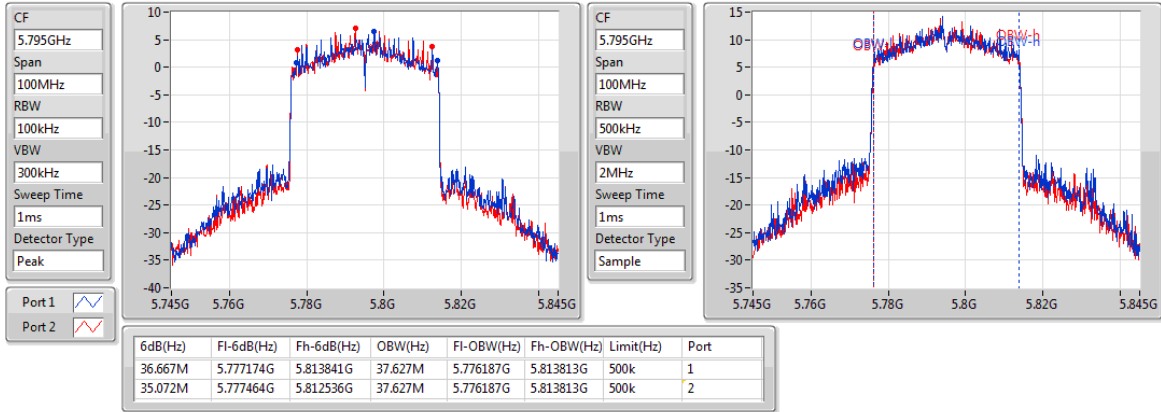 CF
5.795GHz
Span
100MHz
RBW
100kHz
VBW
300kHz
Sweep Time
1ms
Detector Type
Peak
Port 1
Port 2
10
5
0
-5
-10
-15
-20
-25
-30
-35
-40
5.745G 5.76G 5.78G 5.8G 5.82G 5.845G
CF
5.795GHz
Span
100MHz
RBW
500kHz
VBW
2MHz
Sweep Time
1ms
Detector Type
Sample
15
10
5
0
-5
-10
-15
-20
-25
-30
-35
OBW-h
OBW-h
5.745G 5.76G 5.78G 5.8G 5.82G 5.845G
6dB(Hz) Fl-6dB(Hz) Fh-6dB(Hz) OBW(Hz) Fl-OBW(Hz) Fh-OBW(Hz) Limit(Hz) Port
36.667M 5.777174G 5.813841G 37.627M 5.776187G 5.813813G 500k 1
35.072M 5.777464G 5.812536G 37.627M 5.776187G 5.813813G 500k 2